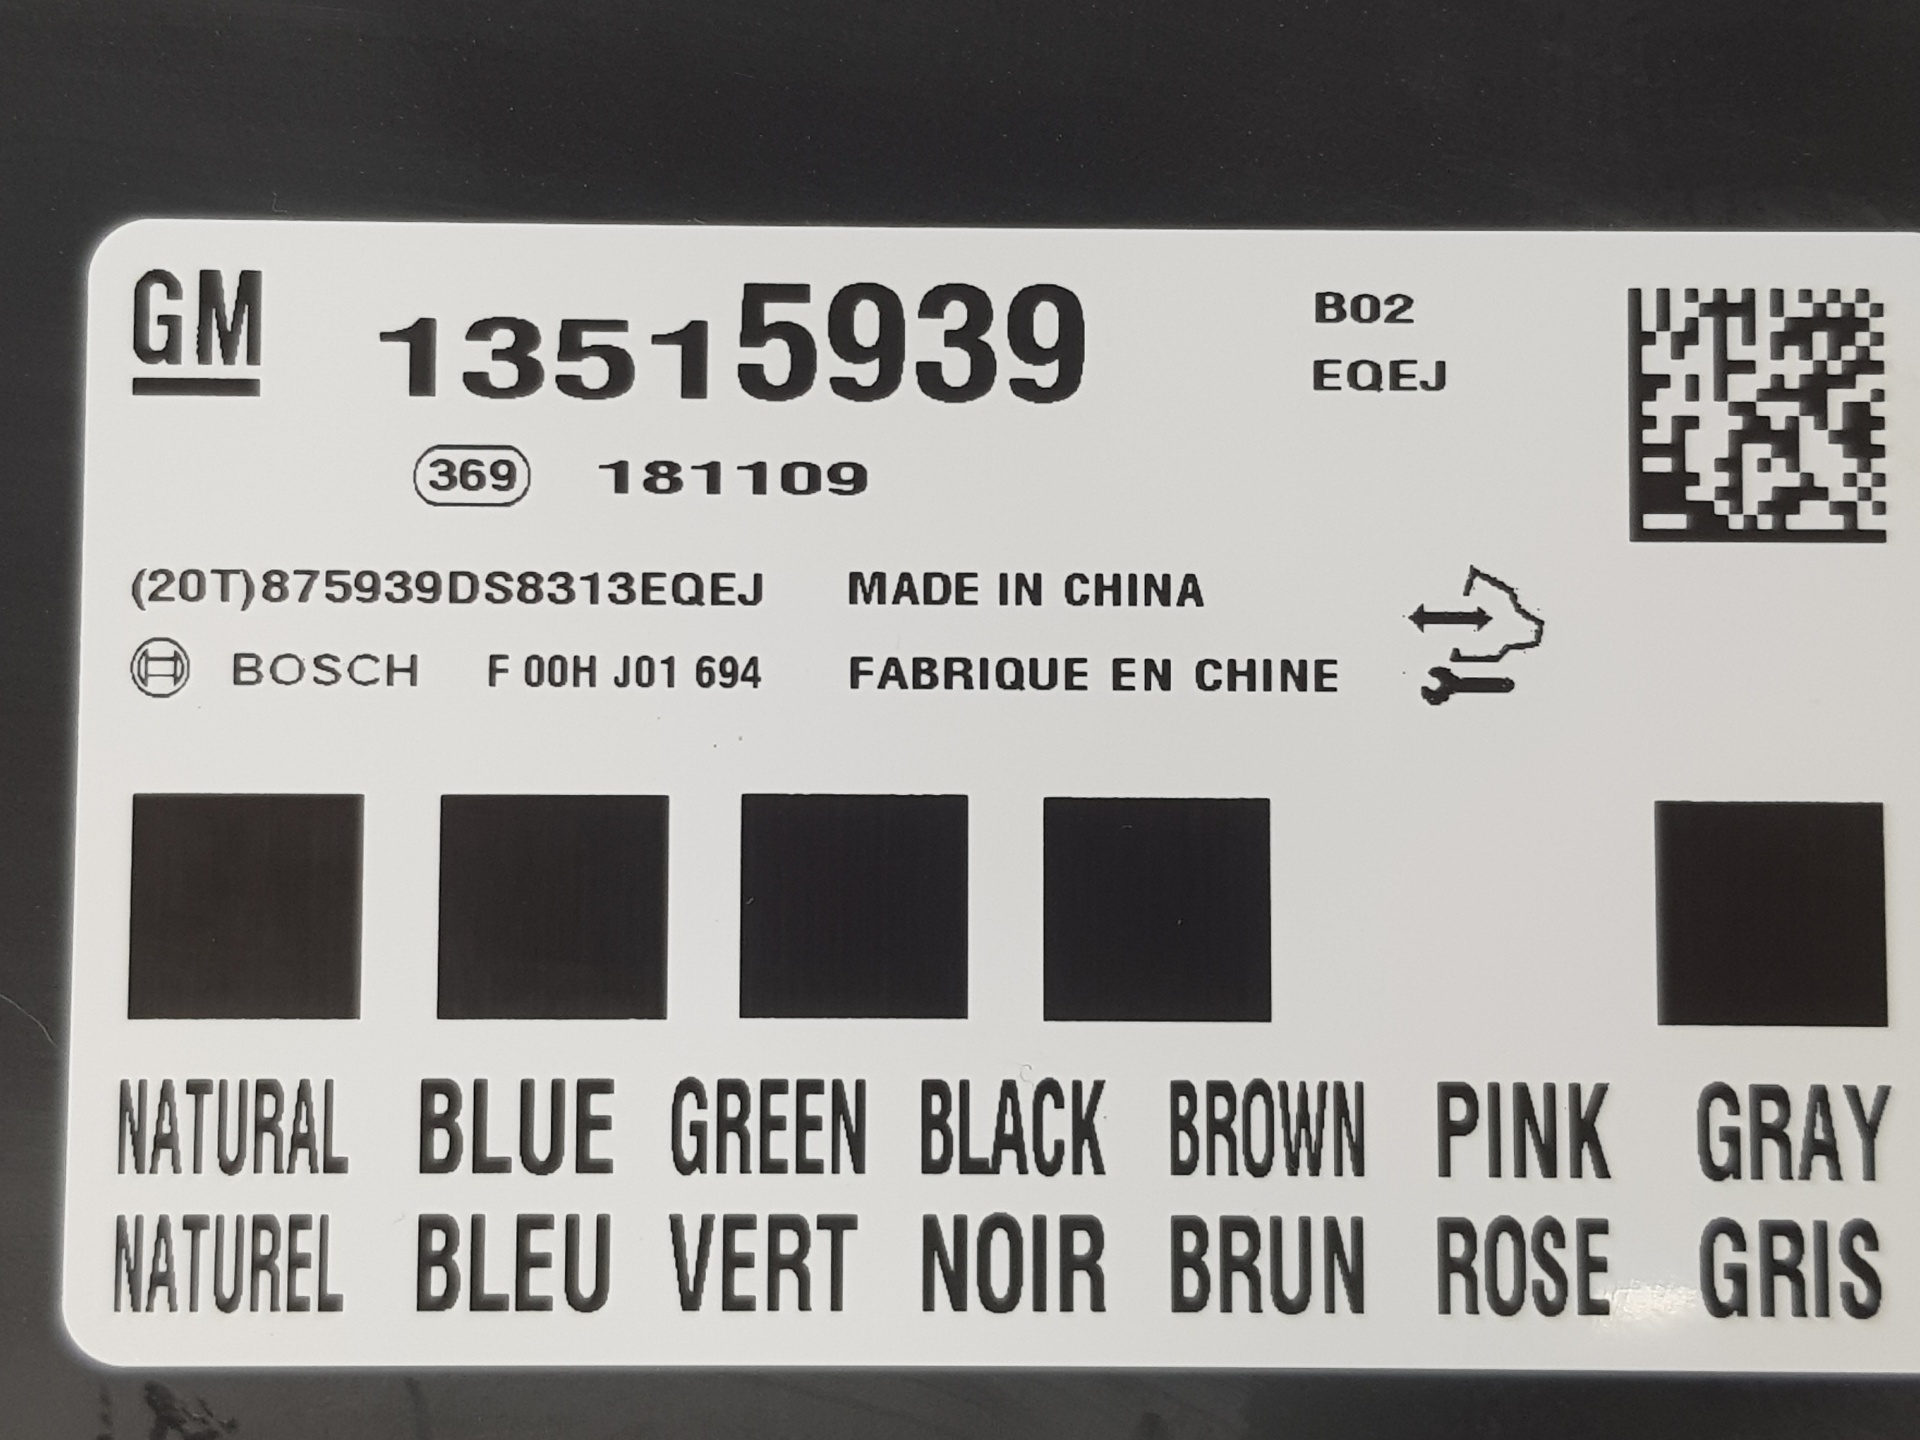 GM 13515939 B02
EQEJ
369 181109
(20T)875939DS8313EQEJ MADE IN CHINA
BOSCH F 00H J01 694 FABRIQUE EN CHINE
NATURAL BLUE GREEN BLACK BROWN PINK GRAY
NATUREL BLEU VERT NOIR BRUN ROSE GRIS